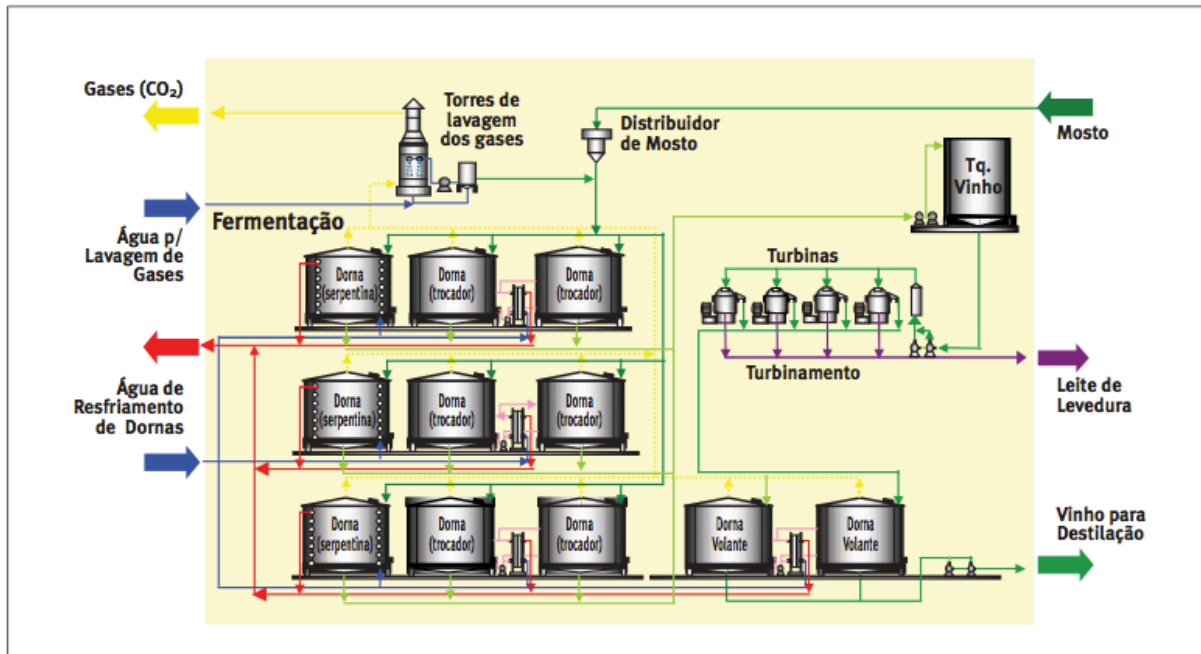 Gases (CO₂)
Torres de
lavagem
dos gases
Distribuidor
de Mosto
Mosto
Tq.
Vinho
Fermentação
Água p/
Lavagem de
Gases
Dorna
(serpentina)
Dorna
(trocador)
Dorna
(trocador)
Turbinas
Turbinamento
Leite de
Levedura
Água de
Resfriamento
de Dornas
Dorna
(serpentina)
Dorna
(trocador)
Dorna
(trocador)
Dorna
(serpentina)
Dorna
(trocador)
Dorna
(trocador)
Dorna
Volante
Dorna
Volante
Vinho para
Destilação